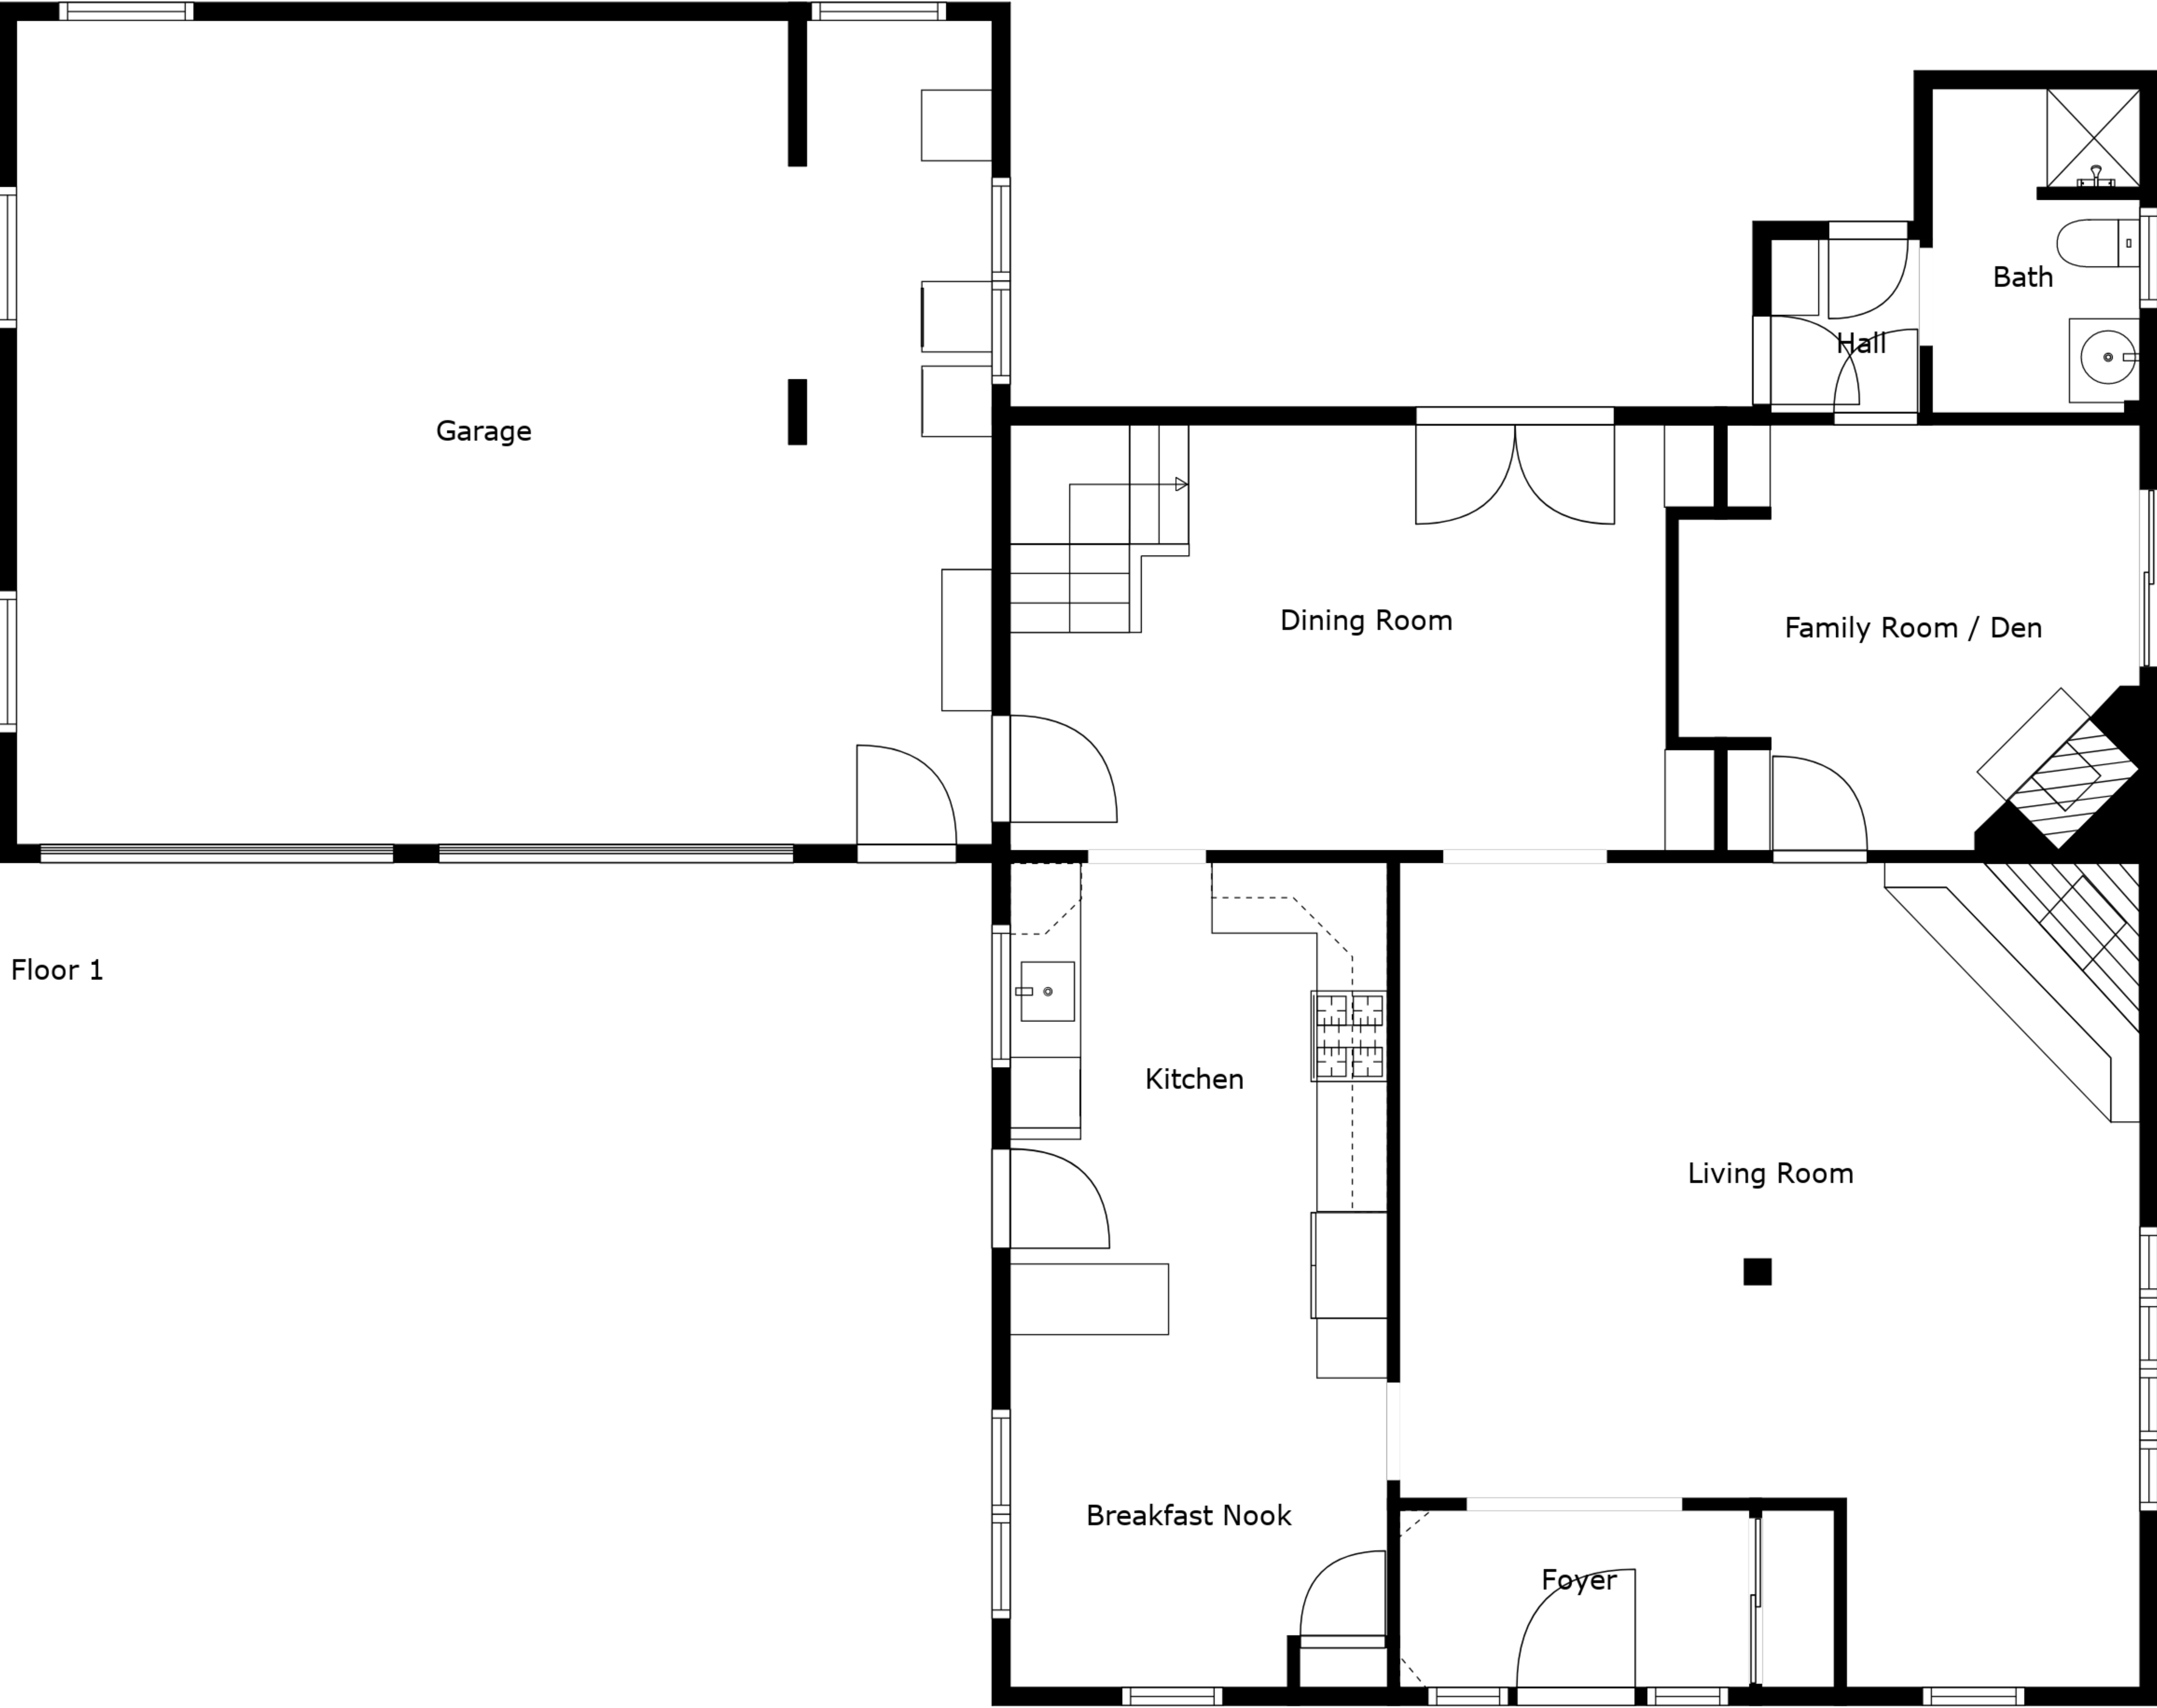 Bath
Hall
Garage
Dining Room
Family Room / Den
Floor 1
Kitchen
Living Room
Breakfast Nook
Foyer